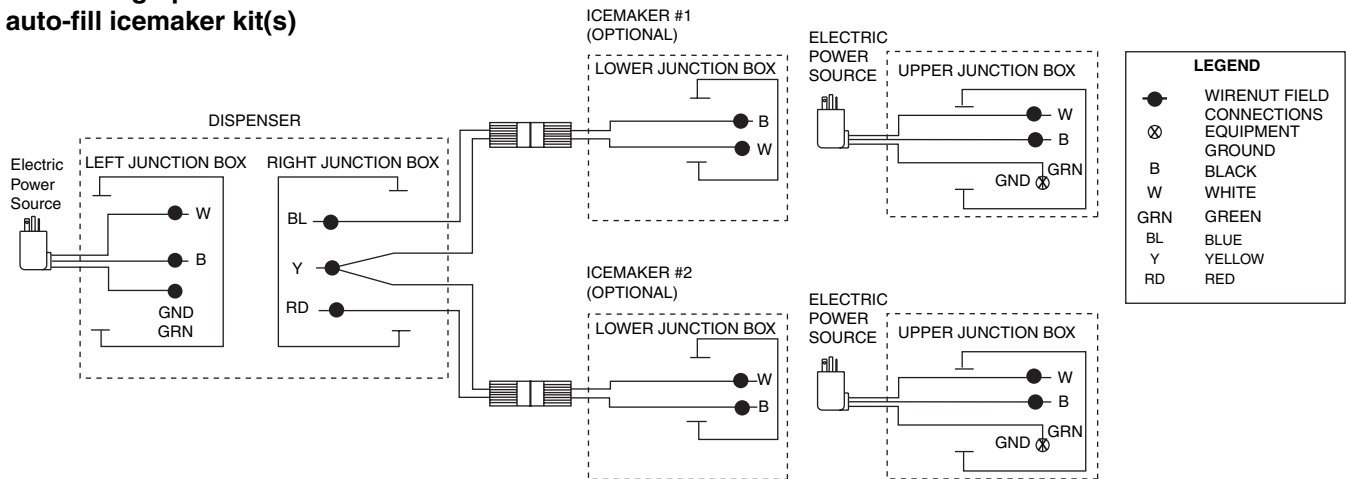 auto-fill icemaker kit(s)
DISPENSER
Electric
Power
Source
LEFT JUNCTION BOX
W
B
GND
GRN
RIGHT JUNCTION BOX
BL
Y
RD
ICEMAKER #1
(OPTIONAL)
LOWER JUNCTION BOX
B
W
ELECTRIC
POWER
SOURCE
UPPER JUNCTION BOX
W
B
GRN
GND
ICEMAKER #2
(OPTIONAL)
LOWER JUNCTION BOX
W
B
ELECTRIC
POWER
SOURCE
UPPER JUNCTION BOX
W
B
GRN
GND
LEGEND
WIRENUT FIELD
CONNECTIONS
EQUIPMENT
GROUND
B BLACK
W WHITE
GRN GREEN
BL BLUE
Y YELLOW
RD RED